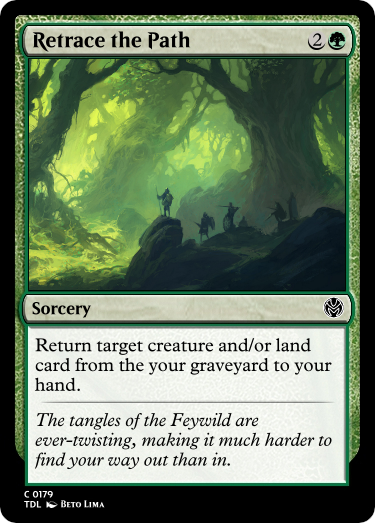 Retrace the Path 2
Sorcery
Return target creature and/or land
card from the your graveyard to your
hand.
The tangles of the Feywild are
ever-twisting, making it much harder to
find your way out than in.
C 0179
TDL Beto Lima